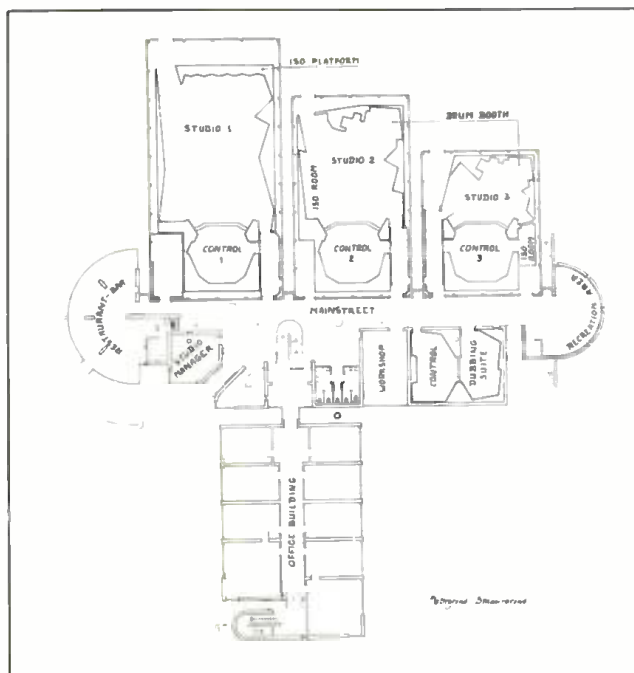 ISO PLATFORM
DRUM BOOTH
STUDIO 1
STUDIO 2
STUDIO 3
ISO ROOM
CONTROL
1
CONTROL
2
CONTROL
3
ISO
ROOM
RESTAURANT-BAR
MAINSTREET
RECREATION
AREA
STUDIO
MANAGER
WORKSHOP
CONTROL
DUBBING
SUITE
OFFICE BUILDING